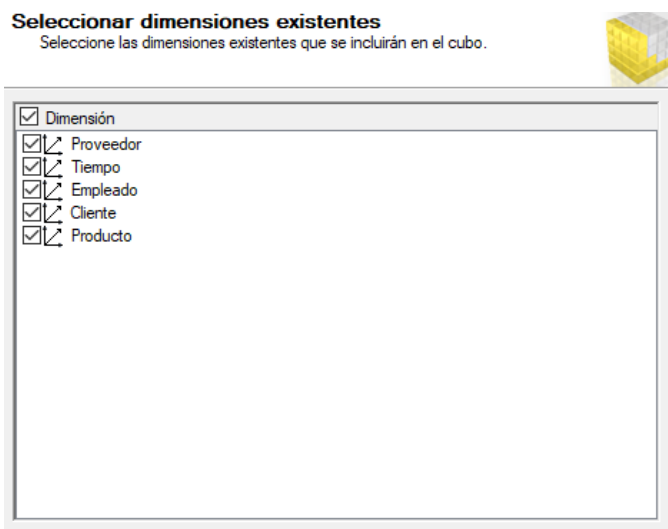 Seleccionar dimensiones existentes
Seleccione las dimensiones existentes que se incluirán en el cubo.
Dimensión
Proveedor
Tiempo
Empleado
Cliente
Producto